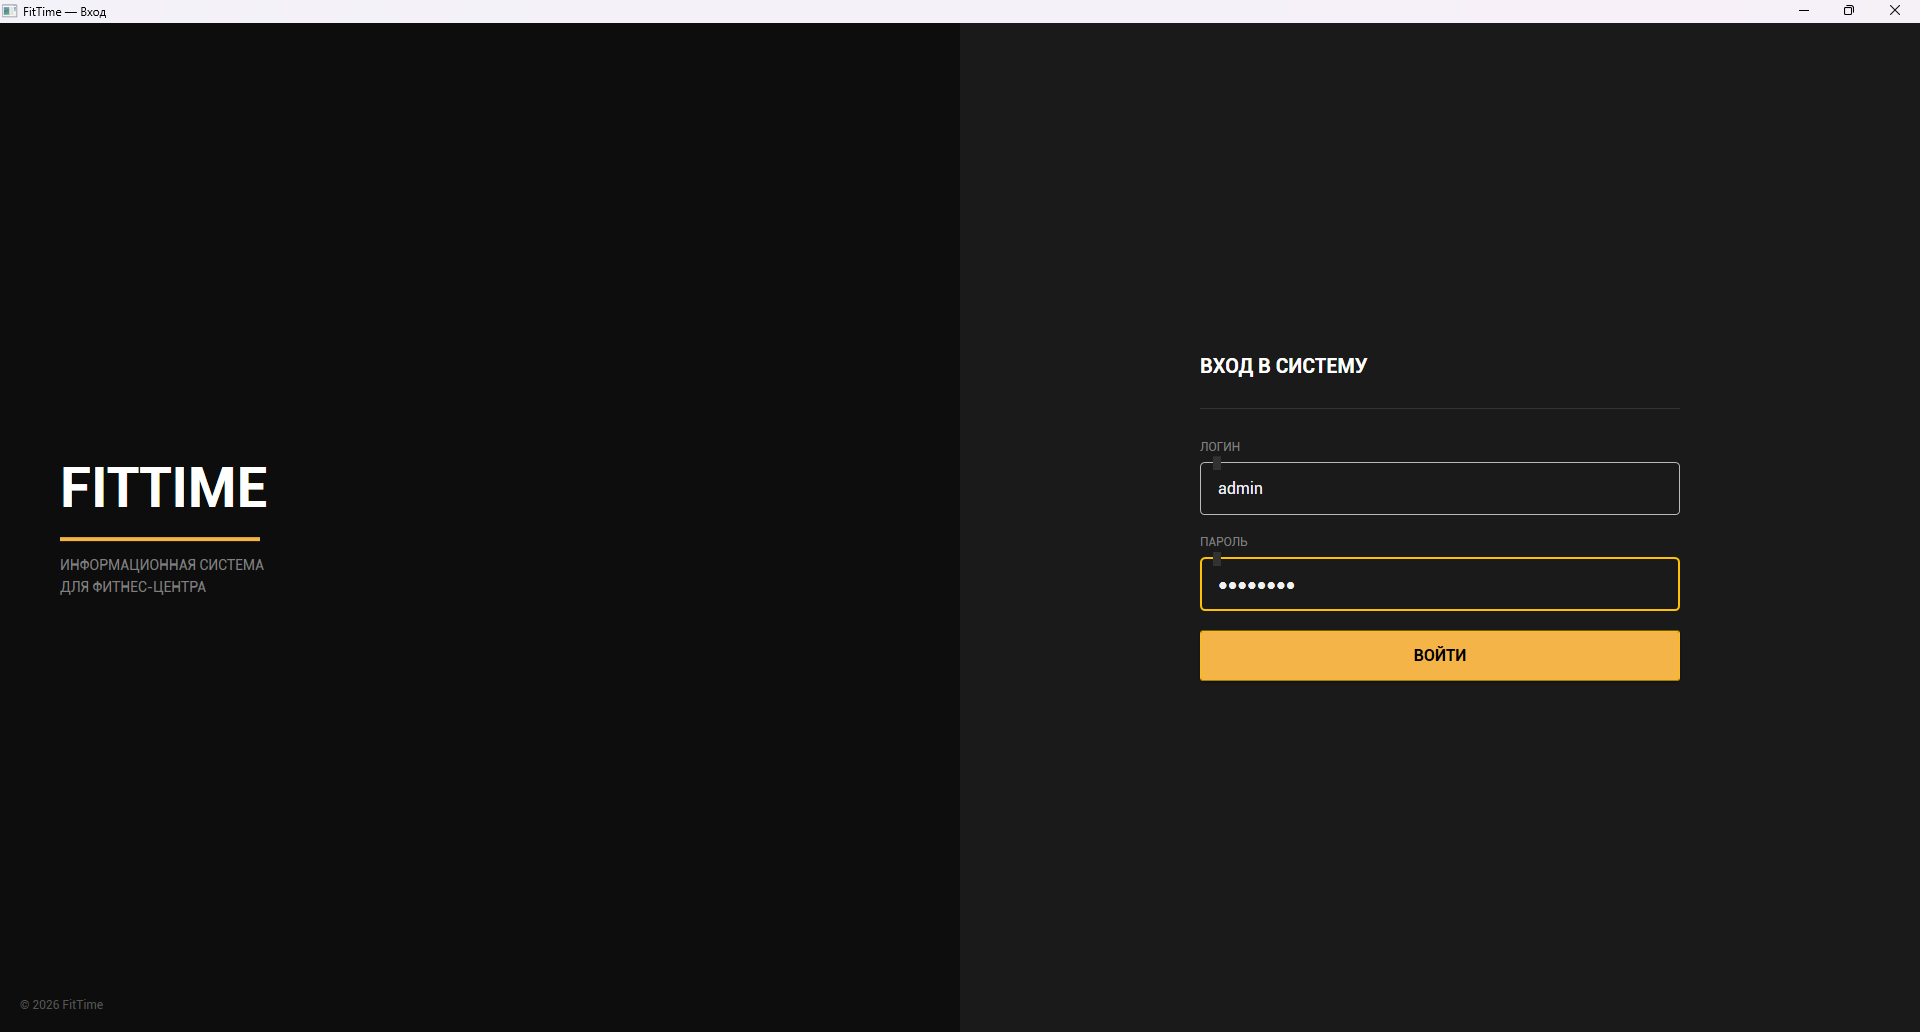 FitTime — Вход
FITTIME
ИНФОРМАЦИОННАЯ СИСТЕМА
ДЛЯ ФИТНЕС-ЦЕНТРА
© 2026 FitTime
ВХОД В СИСТЕМУ
ЛОГИН
admin
ПАРОЛЬ
••••••••
ВОЙТИ